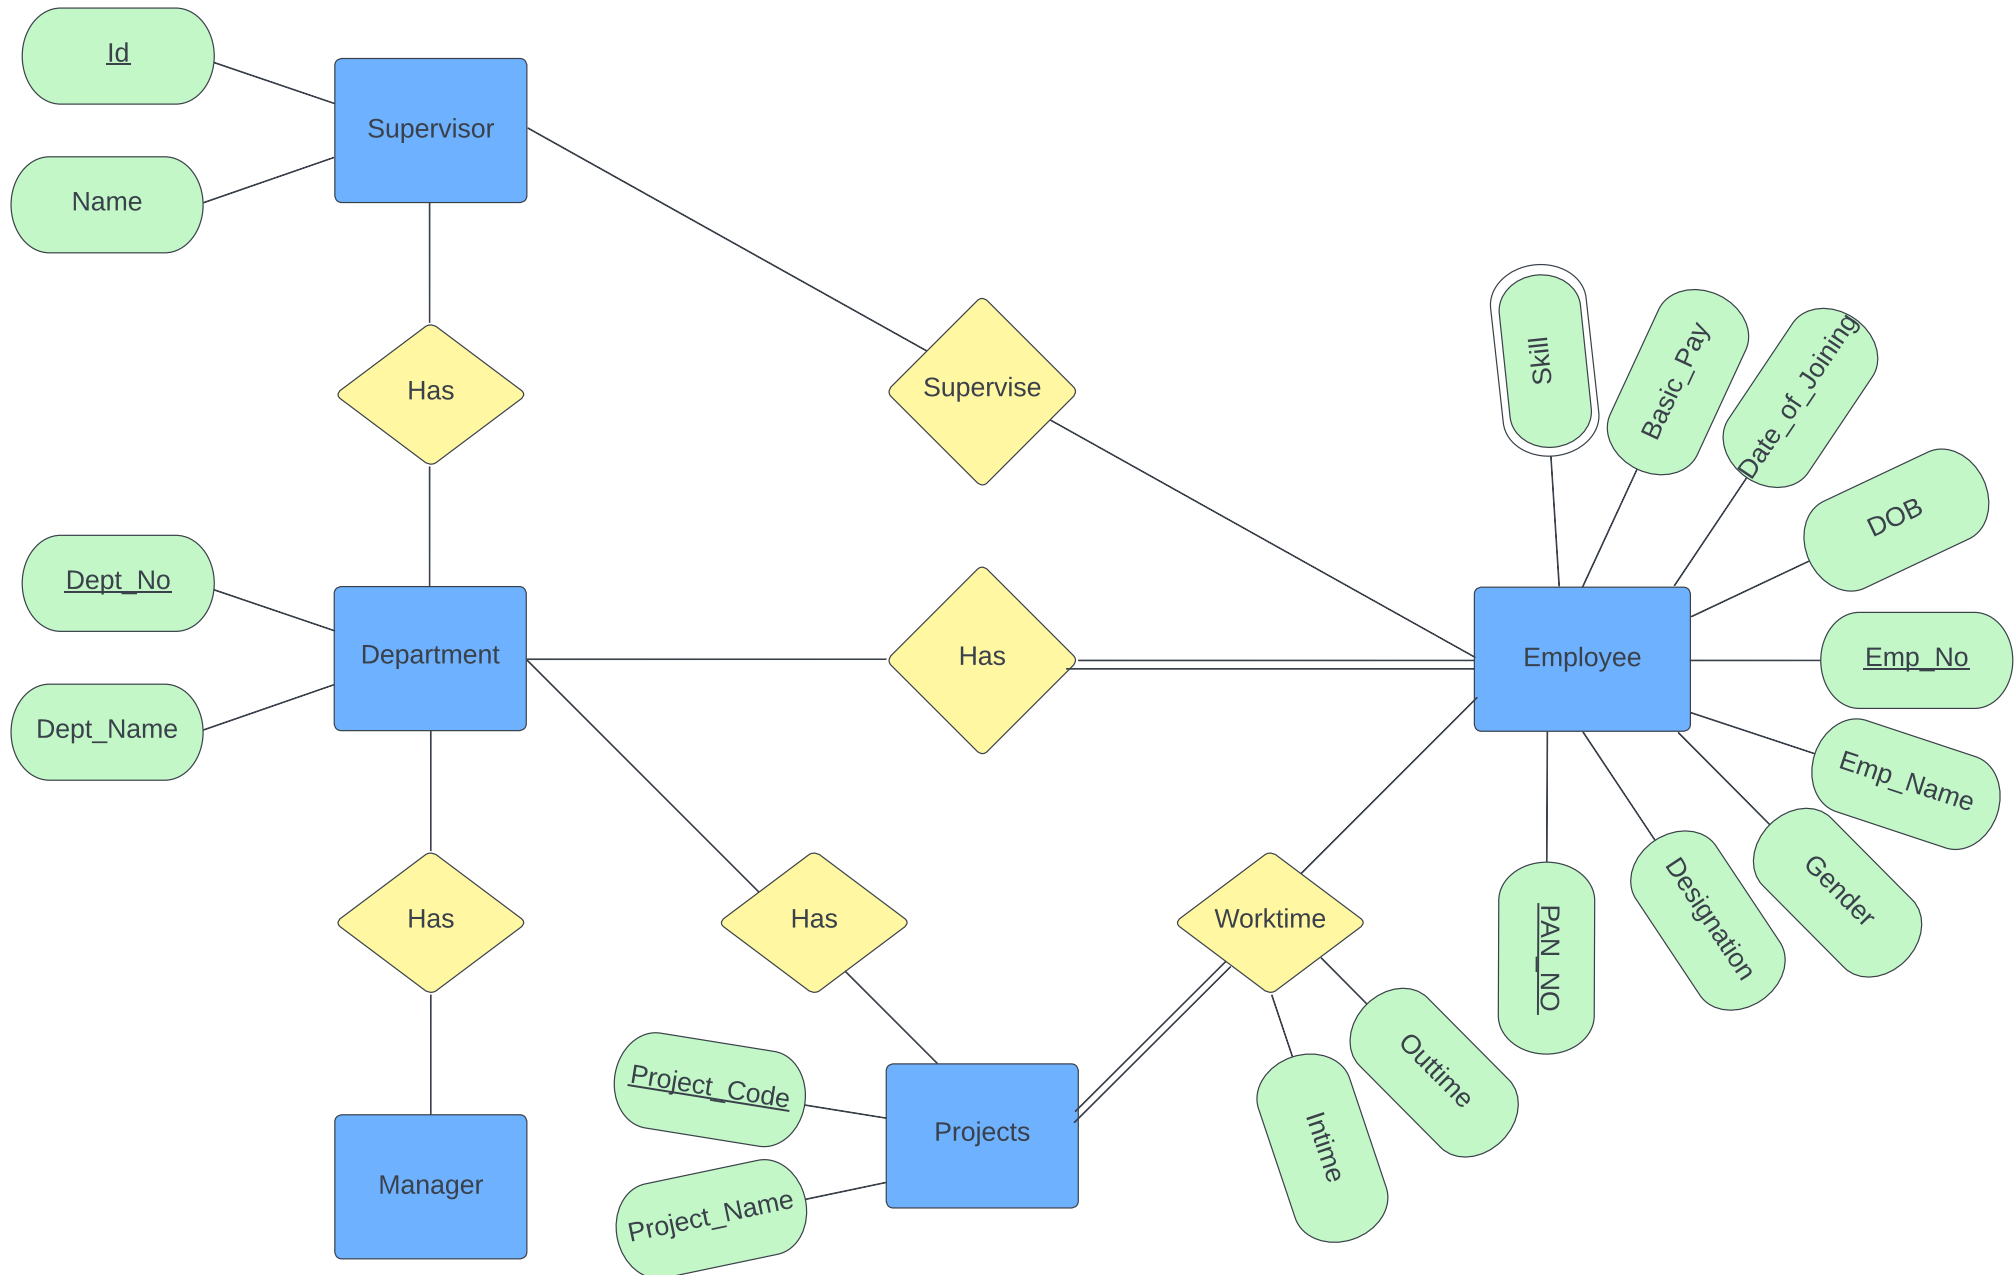 Id
Supervisor
Name
Has
Supervise
Skill
Basic_Pay
Date_of_Joining
DOB
Dept_No
Department
Dept_Name
Has
Employee
Emp_No
Emp_Name
Gender
Designation
PAN_NO
Has
Has
Worktime
Outtime
Intime
Project_Code
Projects
Project_Name
Manager